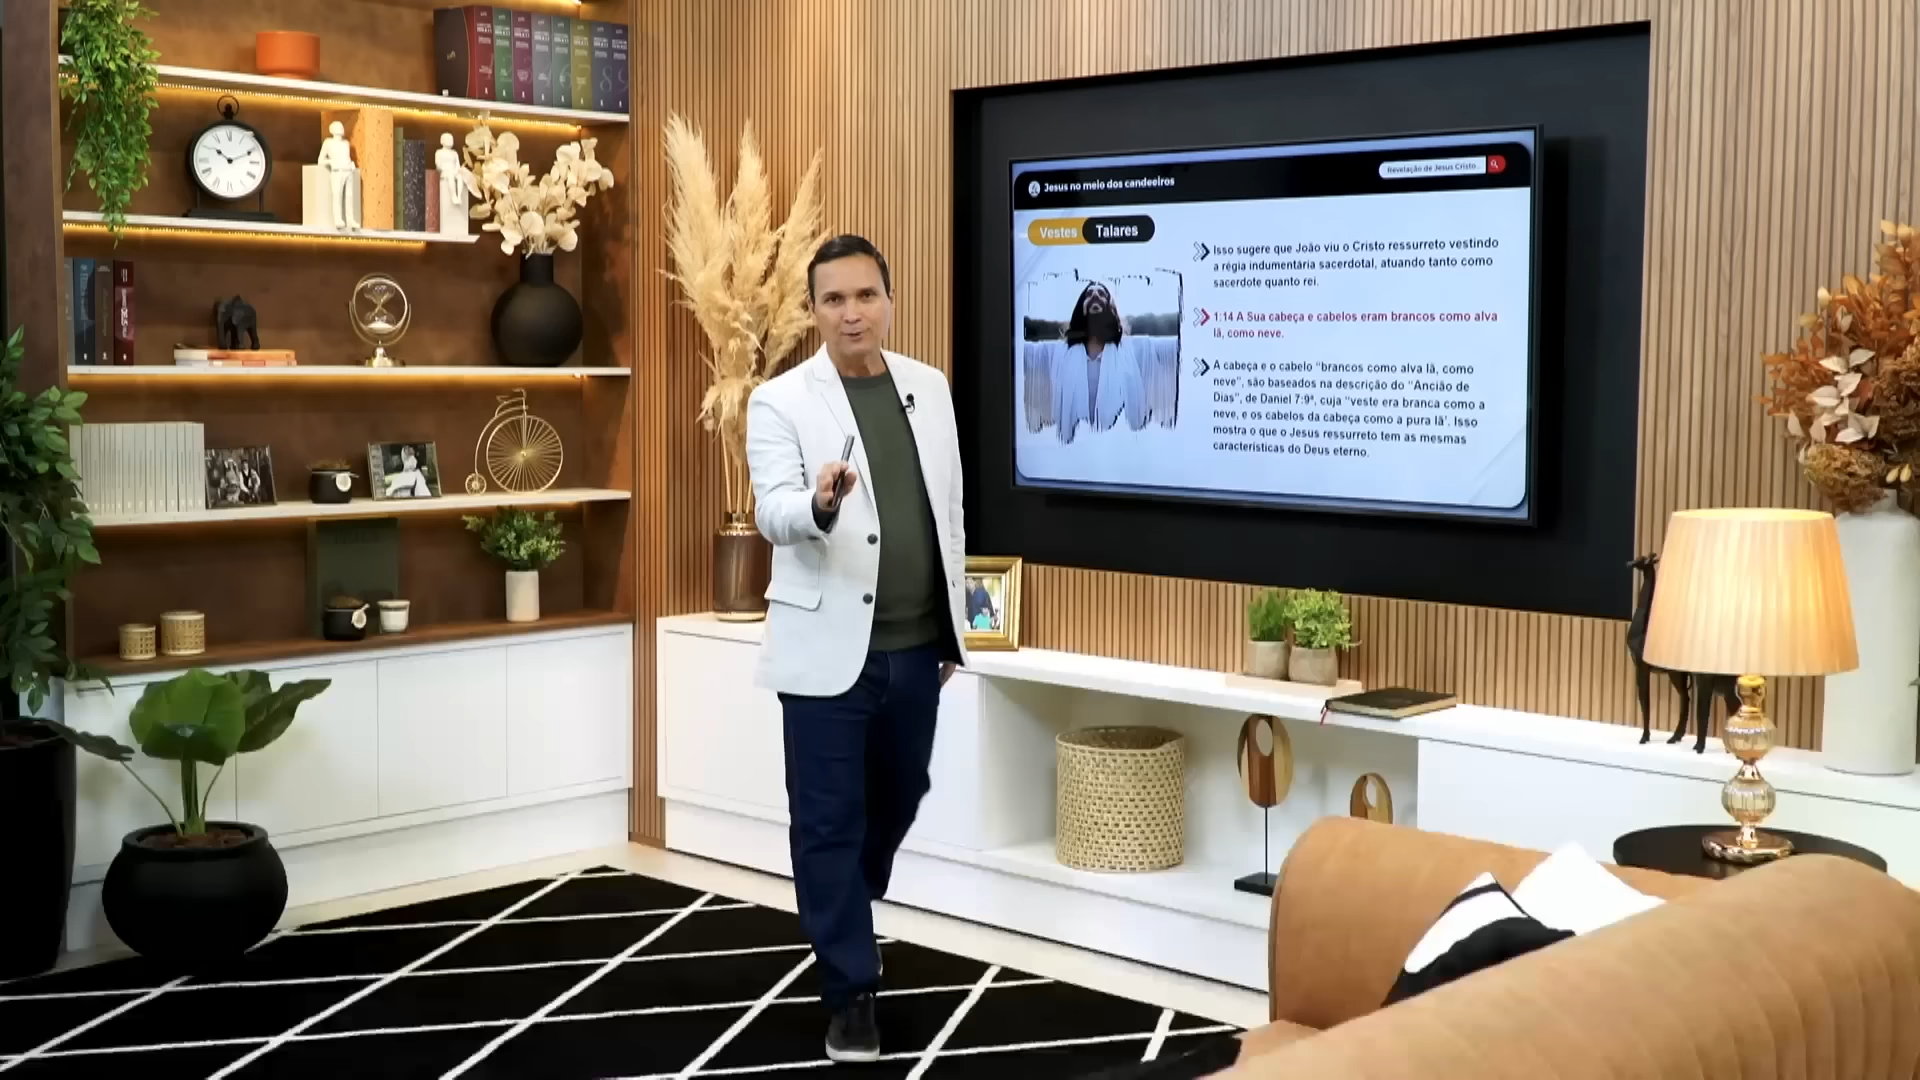 Jesus no meio dos candeeiros
Revelação de Jesus Cristo...
Vestes Talares
Isso sugere que João viu o Cristo ressurreto vestindo
a régia indumentária sacerdotal, atuando tanto como
sacerdote quanto rei.
1:14 A Sua cabeça e cabelos eram brancos como alva
lã, como neve.
A cabeça e o cabelo “brancos como alva lã, como
neve”, são baseados na descrição do “Ancião de
Dias”, de Daniel 7:9ª, cuja “veste era branca como a
neve, e os cabelos da cabeça como a pura lã’. Isso
mostra o que o Jesus ressurreto tem as mesmas
características do Deus eterno.